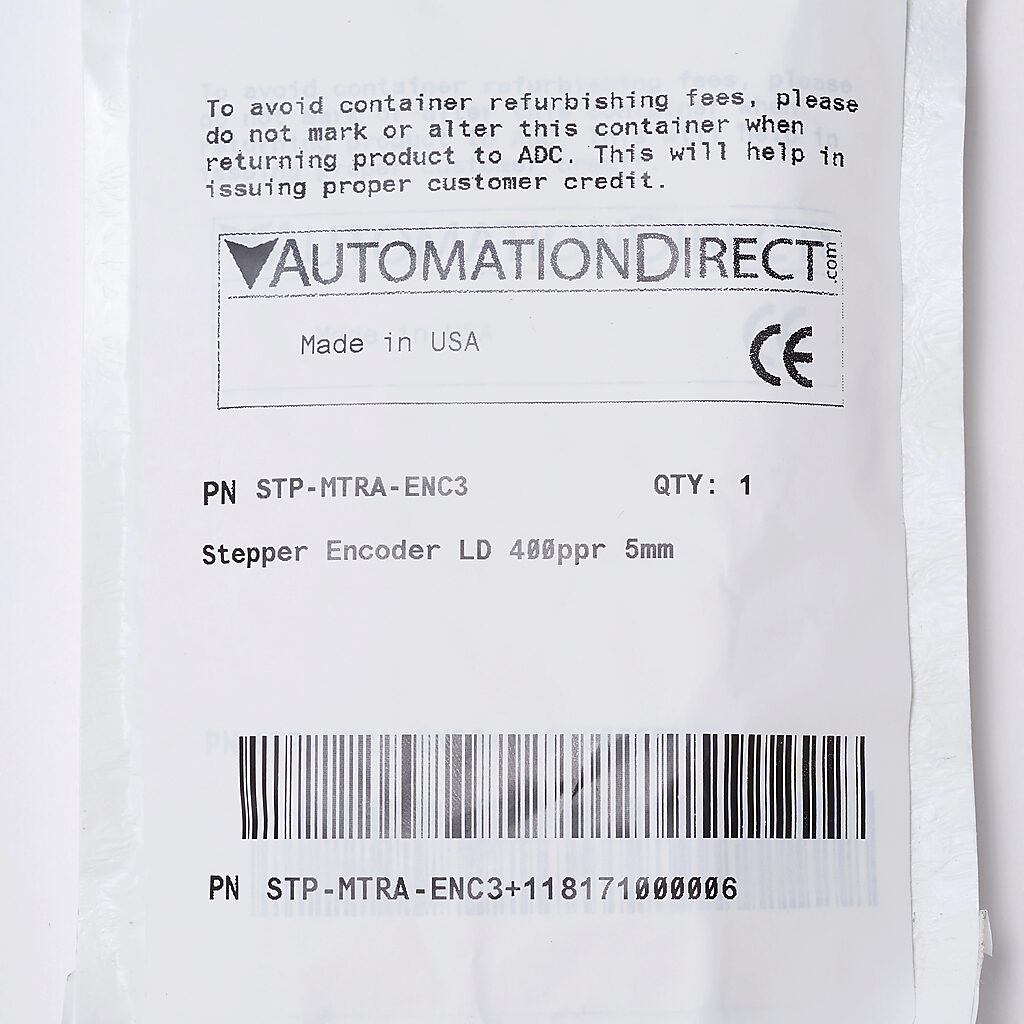 To avoid container refurbishing fees, please
do not mark or alter this container when
returning product to ADC. This will help in
issuing proper customer credit.
AUTOMATIONDIRECT.com
Made in USA
CE
PN STP-MTRA-ENC3 QTY: 1
Stepper Encoder LD 400ppr 5mm
PN STP-MTRA-ENC3+118171000006